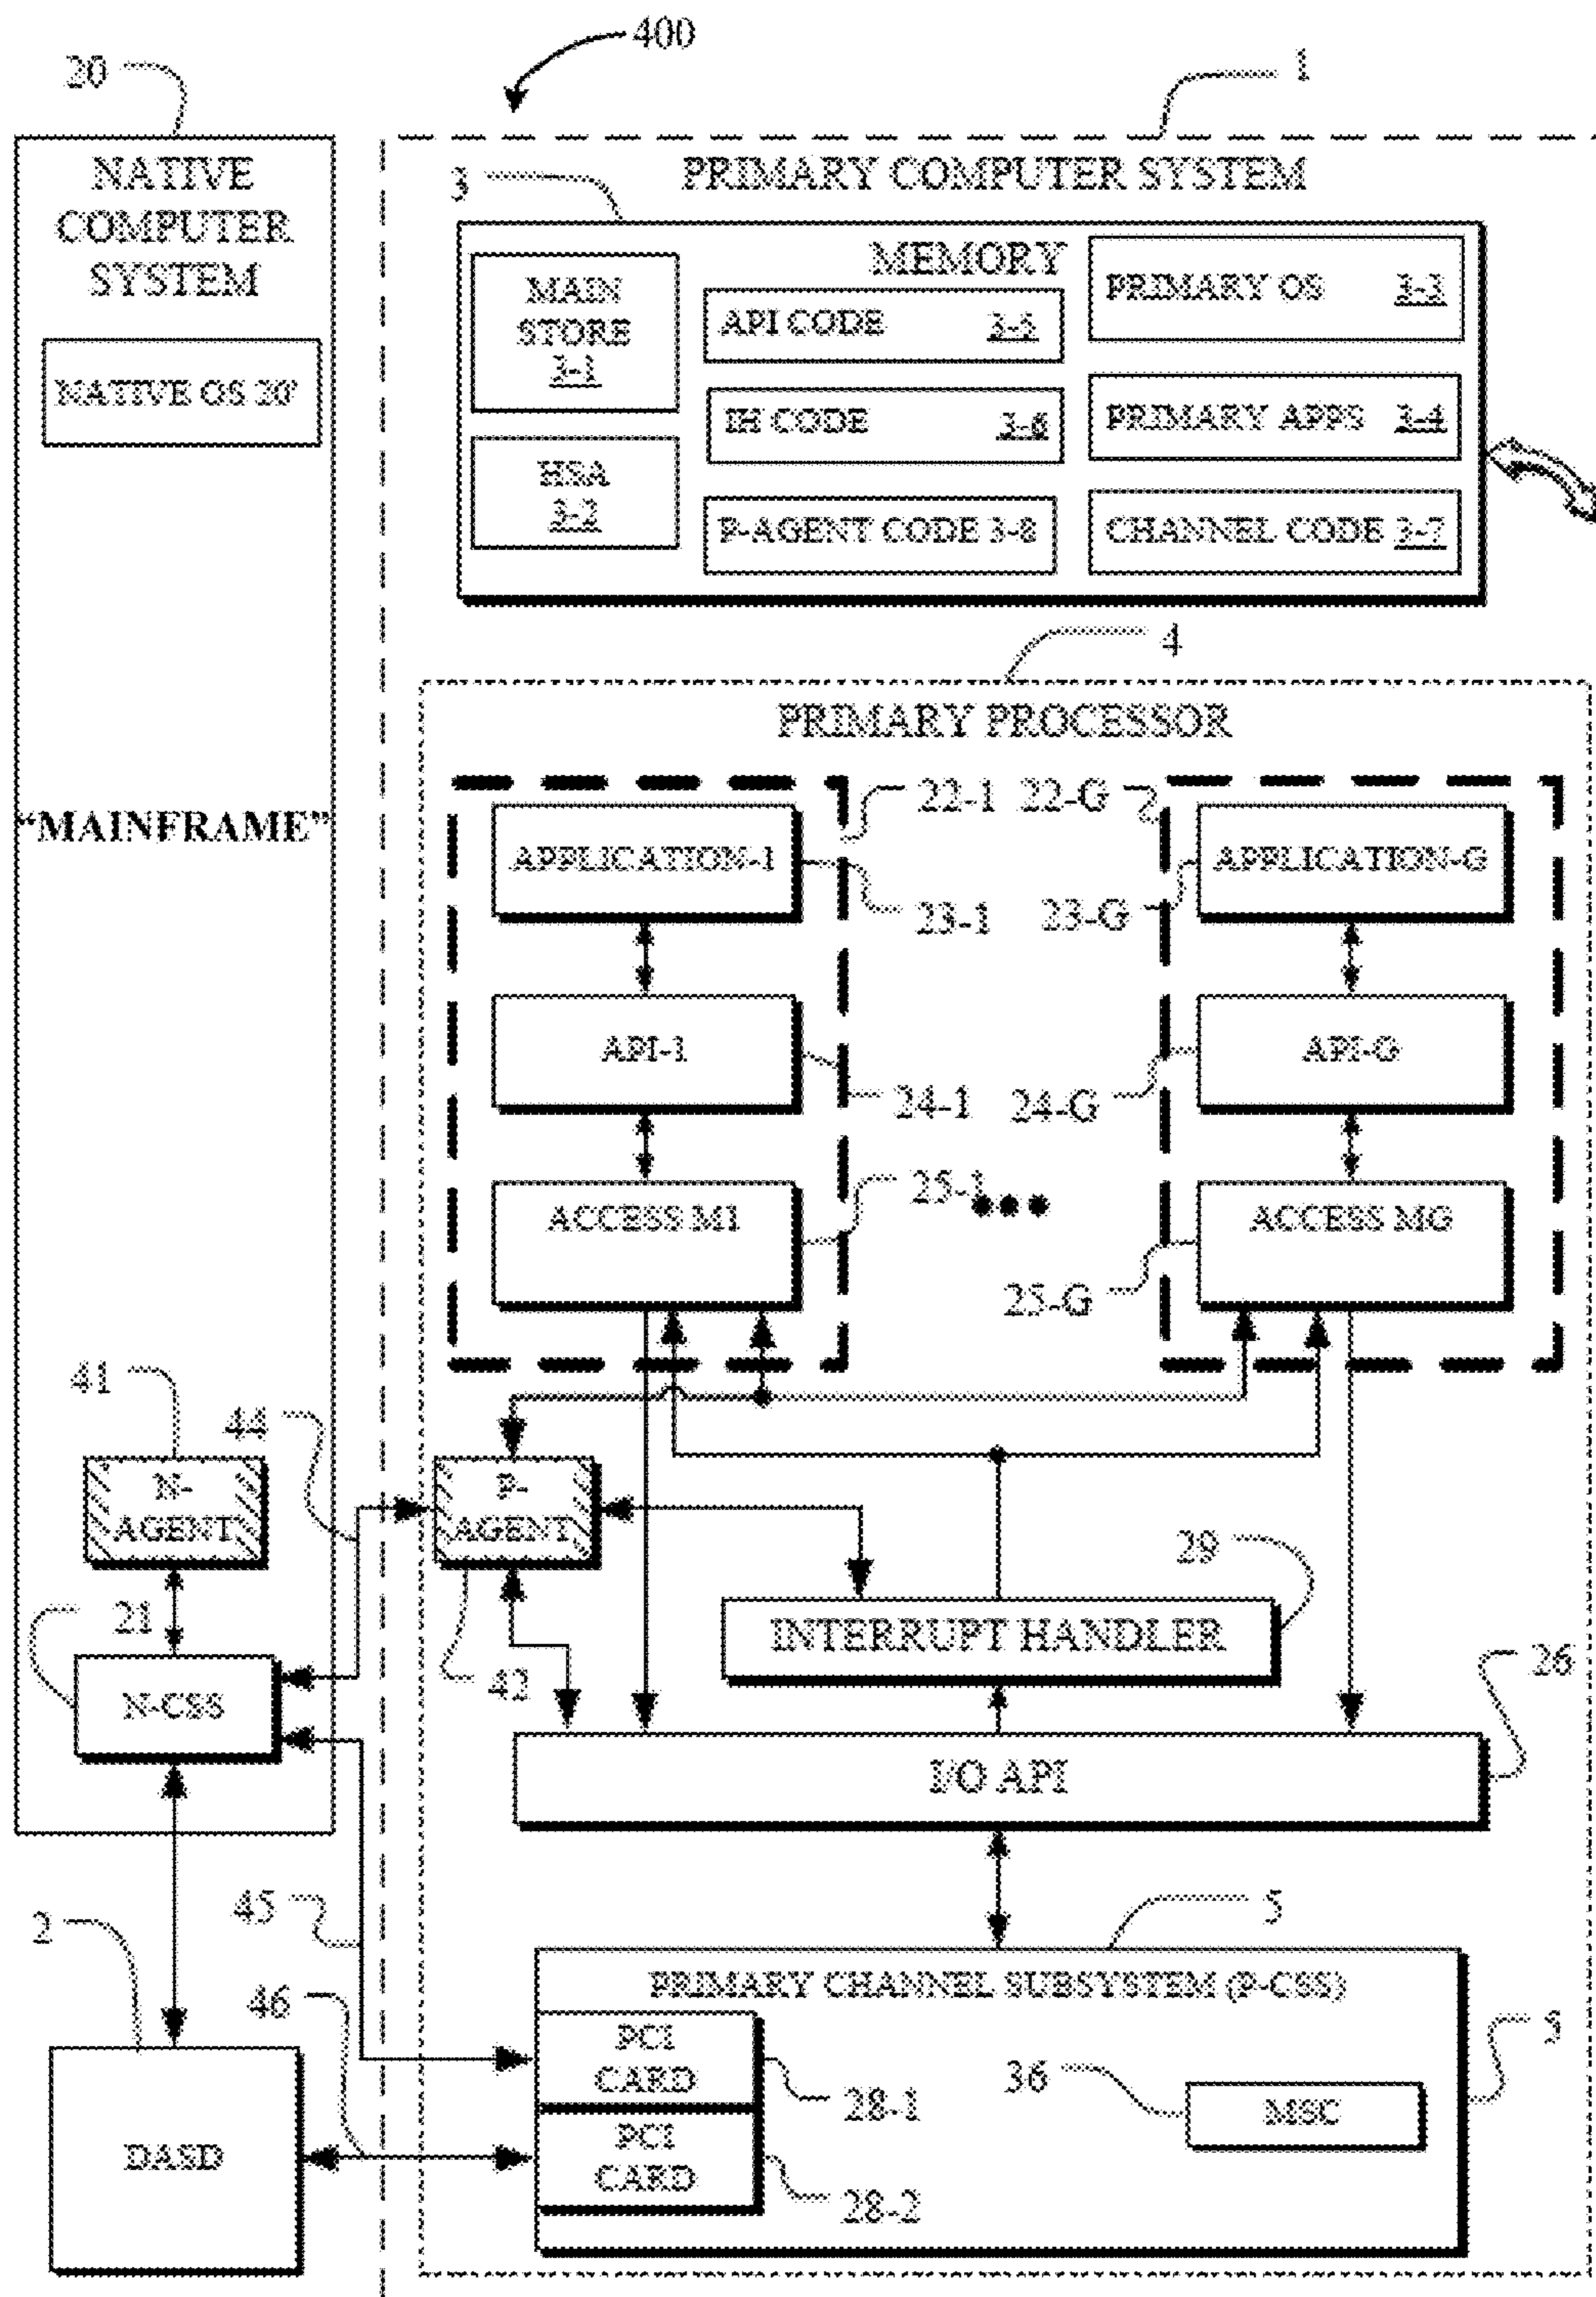 400
20
1
NATIVE
COMPUTER
SYSTEM
NATIVE OS 20'
"MAINFRAME"
PRIMARY COMPUTER SYSTEM
3
MEMORY
MAIN
STORE
3-1
HSA
3-2
API CODE 3-5
IH CODE 3-6
P-AGENT CODE 3-8
PRIMARY OS 3-3
PRIMARY APPS 3-4
CHANNEL CODE 3-7
4
PRIMARY PROCESSOR
22-1
22-G
APPLICATION-1
APPLICATION-G
23-1
23-G
API-1
API-G
24-1
24-G
ACCESS M1
25-1
•••
ACCESS MG
25-G
41
44
N-
AGENT
P-
AGENT
29
21
42
INTERRUPT HANDLER
26
N-CSS
I/O API
45
2
5
PRIMARY CHANNEL SUBSYSTEM (P-CSS)
46
PCI
CARD
28-1
36
MSC
5
DASD
PCI
CARD
28-2